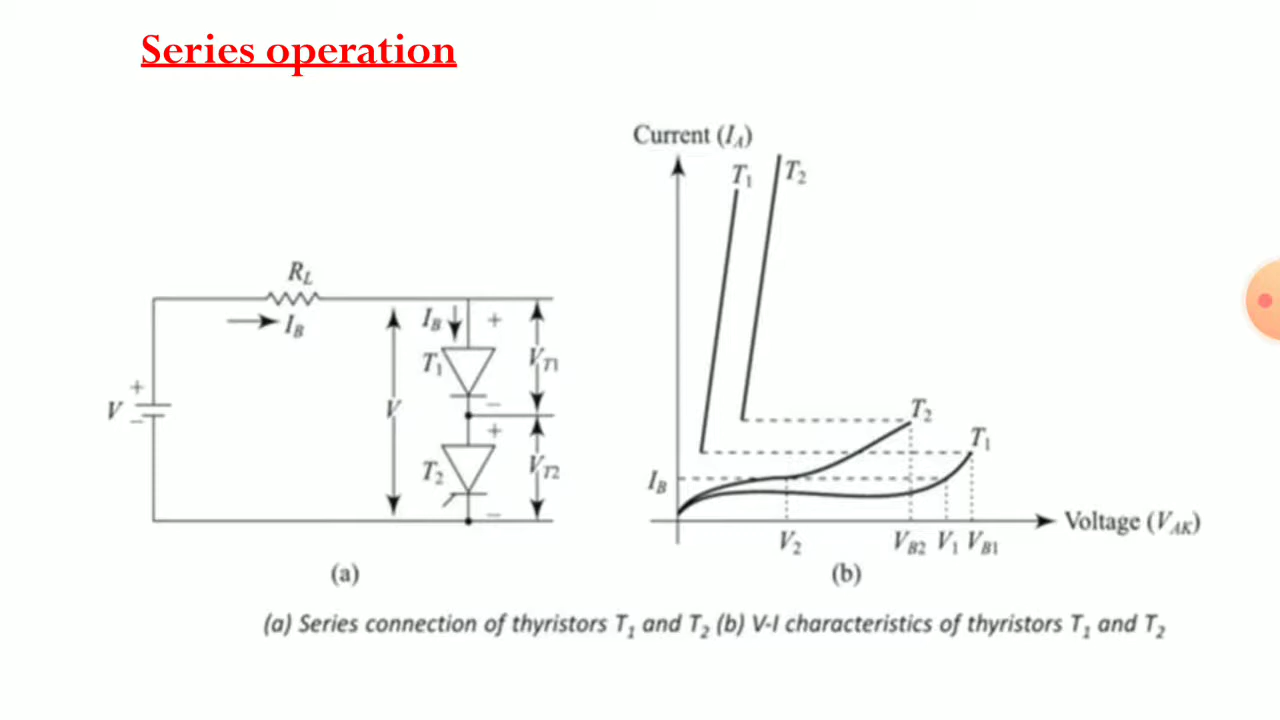 Series operation
Current (I_A)
T₁
T₂
R_L
I_B
I_B
+
T₁
V_T1
+
V
−
V
−
+
T₂
V_T2
−
T₂
T₁
I_B
V₂
V_B2
V₁
V_B1
Voltage (V_AK)
(a)
(b)
(a) Series connection of thyristors T₁ and T₂ (b) V-I characteristics of thyristors T₁ and T₂